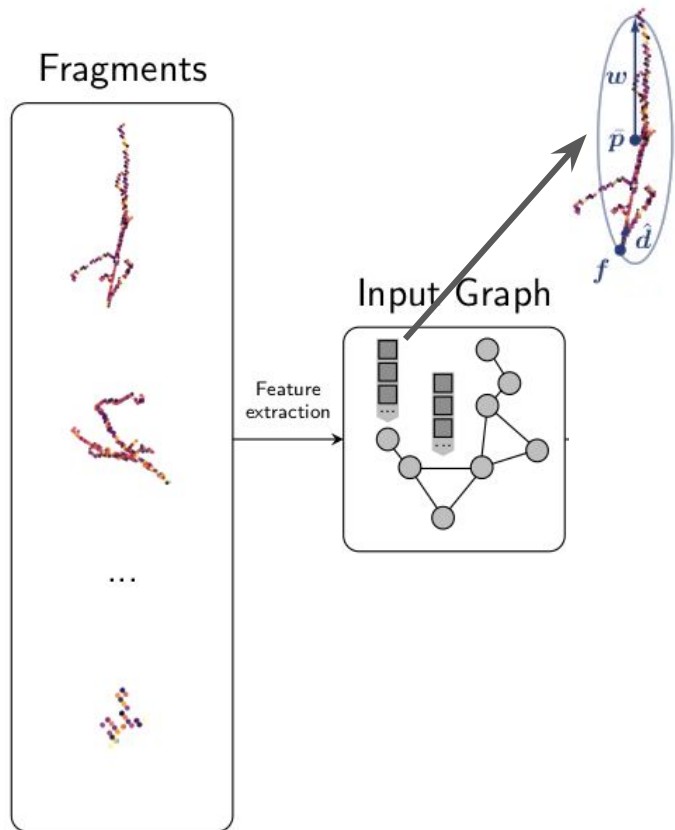 Fragments
...
Feature
extraction
Input Graph
...
...
w
p̄
d̂
f